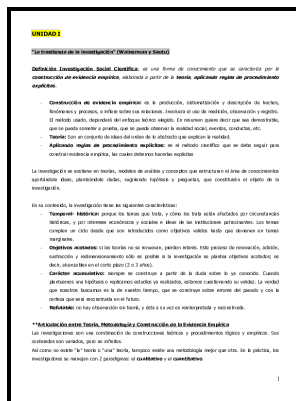 UNIDAD I
"La trastienda de la investigación" (Wainerman y Sautu)
Definición Investigación Social Científica: es una forma de conocimiento que se caracteriza por la
construcción de evidencia empírica, elaborada a partir de la teoría, aplicando reglas de procedimiento
explícitas.
- Construcción de evidencia empírica: es la producción, sistematización y descripción de hechos,
fenómenos y procesos, e infiere sobre sus relaciones. Involucra el uso de medición, observación y registro.
El método usado, dependerá del enfoque teórico elegido. En resumen quiere decir que sea demostrable,
que se pueda someter a prueba, que se pueda observar la realidad social, eventos, conductas, etc.
- Teoría: Son un conjunto de ideas del orden de lo abstracto que explican la realidad.
- Aplicando reglas de procedimiento explícitos: es el método científico que se debe seguir para
construir evidencia empírica, las cuales debemos hacerlas explícitas
La investigación se sostiene en teorías, modelos de análisis y conceptos que estructuran el área de conocimientos
aportándole ideas, planteándole dudas, sugiriendo hipótesis y preguntas, que constituirán el objeto de la
investigación.
En su contenido, la investigación tiene las siguientes características:
- Temporal- histórica: porque los temas que trata, y cómo los trata están afectados por circunstancias
históricas, y por intereses económicos y sociales e ideas de las instituciones patrocinantes. Los temas
cumplen un ciclo desde que son introducidos como objetivos válidos hasta que devienen en temas
marginales.
- Objetivos acotados: si las teorías no se renuevan, pierden interés. Este proceso de renovación, adición,
sustracción y redimensionamiento sólo es posible si la investigación se plantea objetivos acotados; es
decir, alcanzables en el corto plazo (2 o 3 años).
- Carácter acumulativo: siempre se construye a partir de la duda sobre lo ya conocido. Cuando
planteamos una hipótesis o replicamos estudios ya realizados, estamos cuestionando su validez. La verdad
que nosotros buscamos es la de nuestro tiempo, que se construye sobre errores del pasado y con la
certeza que será reconstruida en el futuro.
- Refutable: no hay observación sin teoría, y ésta a su vez es reinterpretada y reconstruida.
**Articulación entre Teoría, Metodología y Construcción de la Evidencia Empírica
Las investigaciones son una combinación de construcciones teóricas y procedimientos lógicos y empíricos. Sus
contenidos son variados, pero se infinitos.
Así como no existe "la" teoría o "una" teoría, tampoco existe una metodología mejor que otra. En la práctica, los
investigadores se manejan con 2 paradigmas: el cualitativo y el cuantitativo.
1